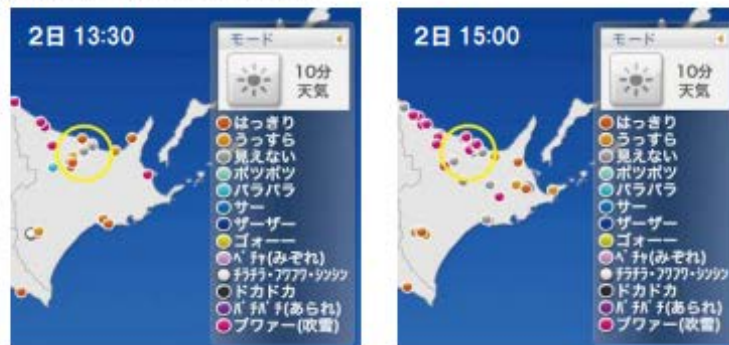 2日 13:30
モード
10分
天気
はっきり
うっすら
見えない
ポツポツ
パラパラ
サー
ザーザー
ゴォーー
ベチャ(みぞれ)
チラチラ・フワフワ・シンシン
ドカドカ
バチバチ(あられ)
ブワァー(吹雪)
2日 15:00
モード
10分
天気
はっきり
うっすら
見えない
ポツポツ
パラパラ
サー
ザーザー
ゴォーー
ベチャ(みぞれ)
チラチラ・フワフワ・シンシン
ドカドカ
バチバチ(あられ)
ブワァー(吹雪)